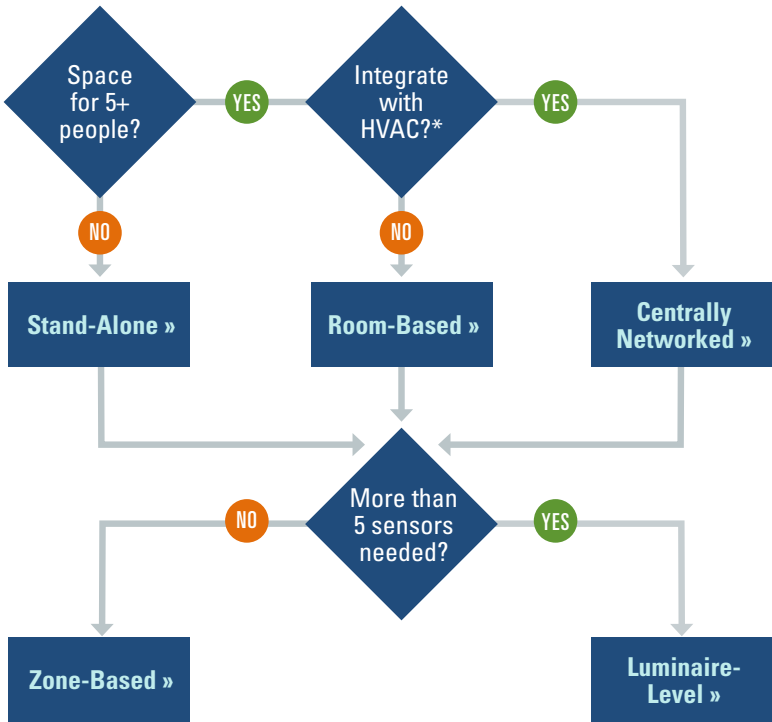 Space
for 5+
people?
YES
Integrate
with
HVAC?*
YES
NO
NO
Stand-Alone »
Room-Based »
Centrally
Networked »
More than
5 sensors
needed?
NO
YES
Zone-Based »
Luminaire-
Level »